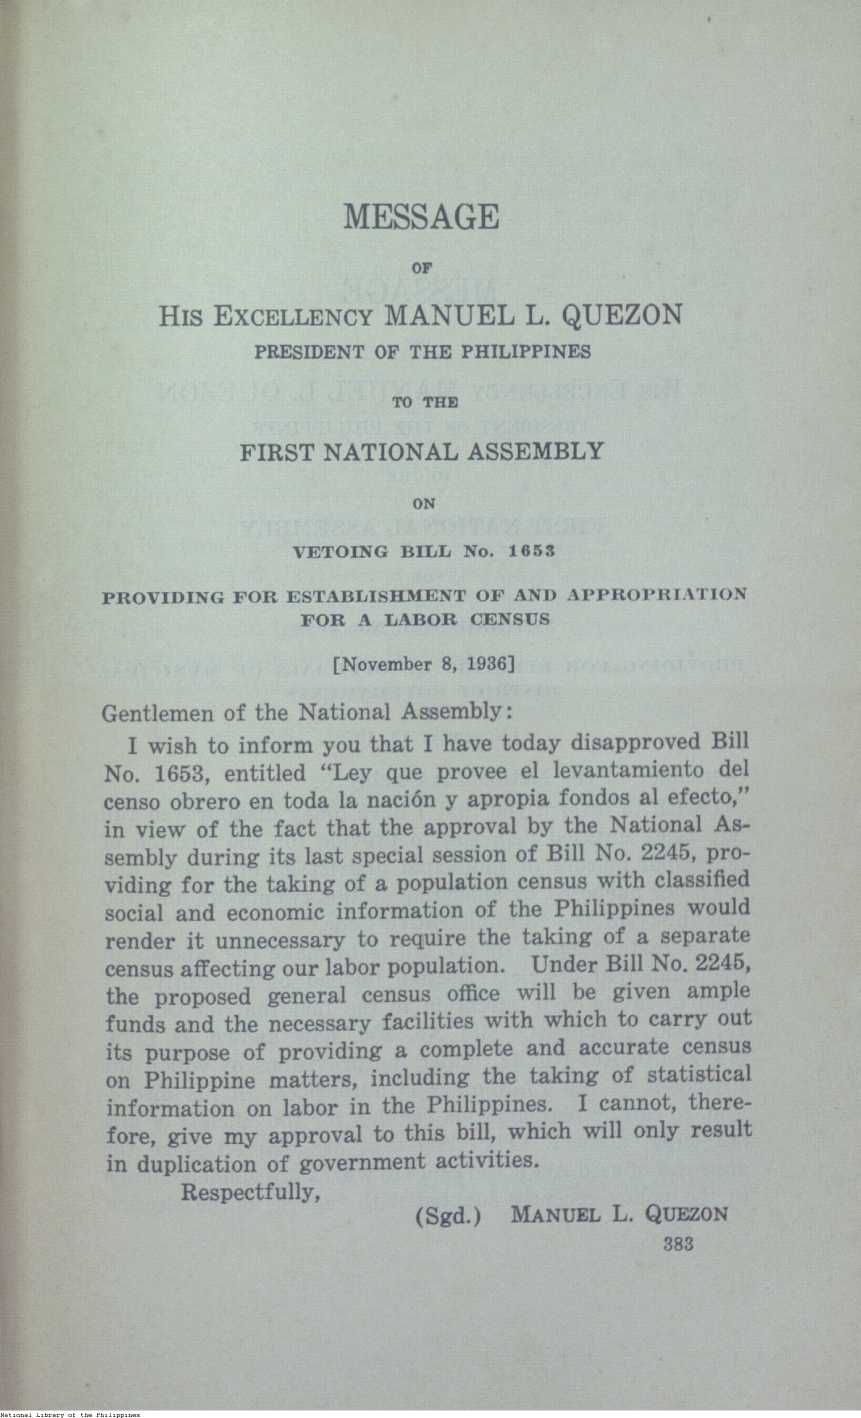 MESSAGE
OF
HIS EXCELLENCY MANUEL L. QUEZON
PRESIDENT OF THE PHILIPPINES
TO THE
FIRST NATIONAL ASSEMBLY
ON
VETOING BILL No. 1653
PROVIDING FOR ESTABLISHMENT OF AND APPROPRIATION
FOR A LABOR CENSUS
[November 8, 1936]
Gentlemen of the National Assembly:
I wish to inform you that I have today disapproved Bill
No. 1653, entitled “Ley que provee el levantamiento del
censo obrero en toda la nación y apropia fondos al efecto,”
in view of the fact that the approval by the National As-
sembly during its last special session of Bill No. 2245, pro-
viding for the taking of a population census with classified
social and economic information of the Philippines would
render it unnecessary to require the taking of a separate
census affecting our labor population. Under Bill No. 2245,
the proposed general census office will be given ample
funds and the necessary facilities with which to carry out
its purpose of providing a complete and accurate census
on Philippine matters, including the taking of statistical
information on labor in the Philippines. I cannot, there-
fore, give my approval to this bill, which will only result
in duplication of government activities.
Respectfully,
(Sgd.) MANUEL L. QUEZON
383
National Library of the Philippines